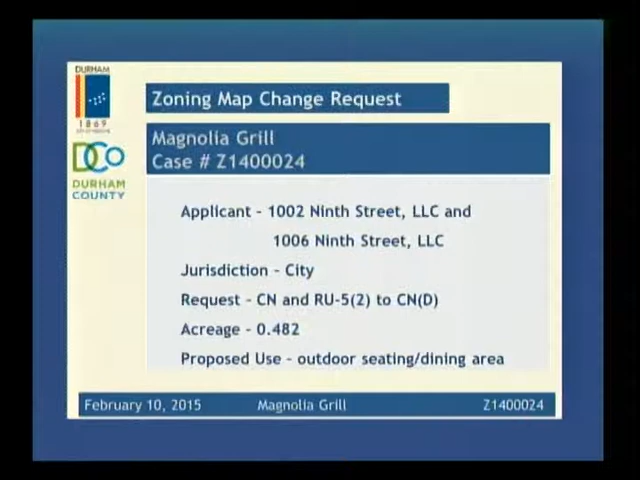 DURHAM
1869
DCO
DURHAM
COUNTY
Zoning Map Change Request
Magnolia Grill
Case # Z1400024
Applicant - 1002 Ninth Street, LLC and
1006 Ninth Street, LLC
Jurisdiction - City
Request - CN and RU-5(2) to CN(D)
Acreage - 0.482
Proposed Use - outdoor seating/dining area
February 10, 2015
Magnolia Grill
Z1400024